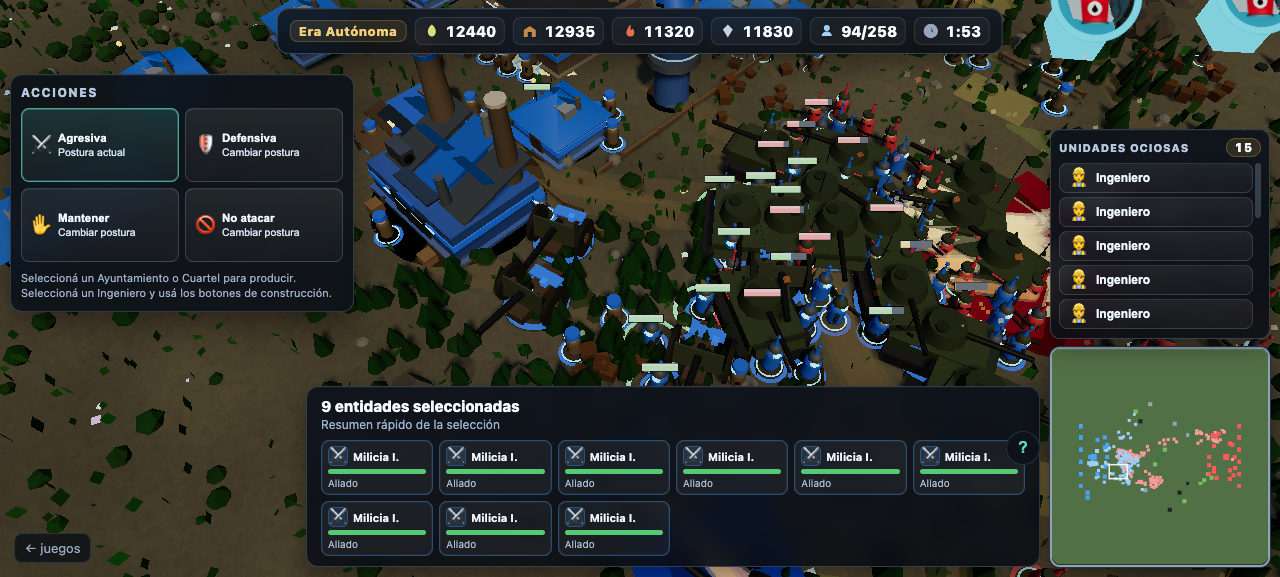 Era Autónoma
12440
12935
11320
11830
94/258
1:53
ACCIONES
Agresiva
Postura actual
Defensiva
Cambiar postura
Mantener
Cambiar postura
No atacar
Cambiar postura
Seleccioná un Ayuntamiento o Cuartel para producir.
Seleccioná un Ingeniero y usá los botones de construcción.
UNIDADES OCIOSAS
15
Ingeniero
Ingeniero
Ingeniero
Ingeniero
Ingeniero
9 entidades seleccionadas
Resumen rápido de la selección
?
Milicia I.
Aliado
Milicia I.
Aliado
Milicia I.
Aliado
Milicia I.
Aliado
Milicia I.
Aliado
Milicia I.
Aliado
Milicia I.
Aliado
Milicia I.
Aliado
Milicia I.
Aliado
← juegos